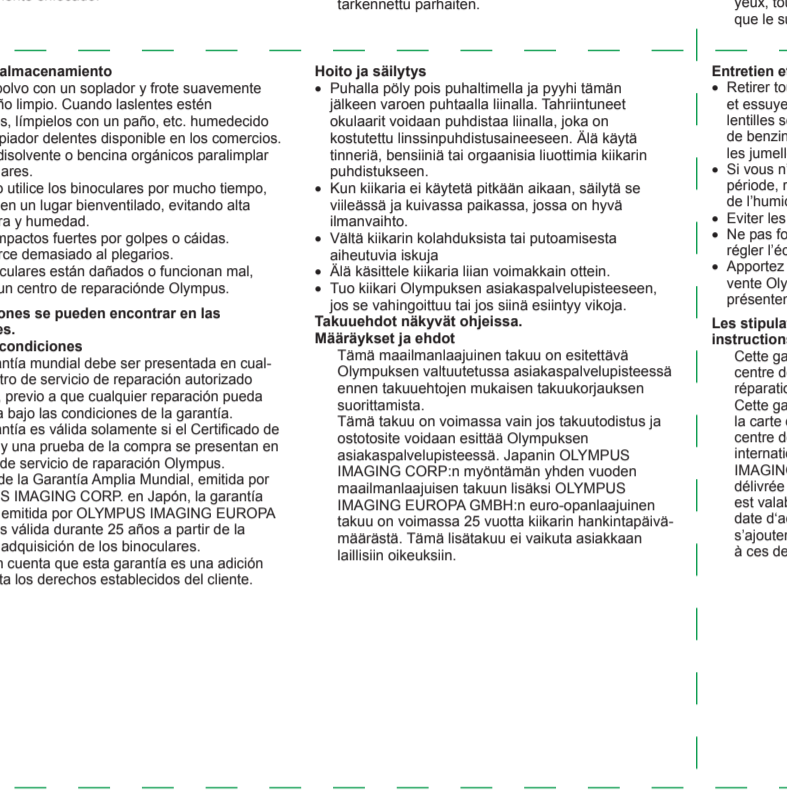 tarkennettu parhaiten.
yeux, tou
que le su
almacenamiento
polvo con un soplador y frote suavemente
ño limpio. Cuando laslentes estén
s, límpielos con un paño, etc. humedecido
piador delentes disponible en los comercios.
disolvente o bencina orgánicos paralimplar
ares.
o utilice los binoculares por mucho tiempo,
en un lugar bienventilado, evitando alta
ra y humedad.
mpactos fuertes por golpes o cáidas.
rce demasiado al plegarios.
culares están dañados o funcionan mal,
un centro de reparaciónde Olympus.
ones se pueden encontrar en las
es.
condiciones
antía mundial debe ser presentada en cual-
tro de servicio de reparación autorizado
, previo a que cualquier reparación pueda
a bajo las condiciones de la garantía.
ntía es válida solamente si el Certificado de
y una prueba de la compra se presentan en
de servicio de raparación Olympus.
de la Garantía Amplia Mundial, emitida por
S IMAGING CORP. en Japón, la garantía
emitida por OLYMPUS IMAGING EUROPA
s válida durante 25 años a partir de la
adquisición de los binoculares.
n cuenta que esta garantía es una adición
ta los derechos establecidos del cliente.
Hoito ja säilytys
• Puhalla pöly pois puhaltimella ja pyyhi tämän
jälkeen varoen puhtaalla liinalla. Tahriintuneet
okulaarit voidaan puhdistaa liinalla, joka on
kostutettu linssinpuhdistusaineeseen. Älä käytä
tinneriä, bensiiniä tai orgaanisia liuottimia kiikarin
puhdistukseen.
• Kun kiikaria ei käytetä pitkään aikaan, säilytä se
viileässä ja kuivassa paikassa, jossa on hyvä
ilmanvaihto.
• Vältä kiikarin kolahduksista tai putoamisesta
aiheutuvia iskuja
• Älä käsittele kiikaria liian voimakkain ottein.
• Tuo kiikari Olympuksen asiakaspalvelupisteeseen,
jos se vahingoittuu tai jos siinä esiintyy vikoja.
Takuuehdot näkyvät ohjeissa.
Määräykset ja ehdot
Tämä maailmanlaajuinen takuu on esitettävä
Olympuksen valtuutetussa asiakaspalvelupisteessä
ennen takuuehtojen mukaisen takuukorjauksen
suorittamista.
Tämä takuu on voimassa vain jos takuutodistus ja
ostotosite voidaan esittää Olympuksen
asiakaspalvelupisteessä. Japanin OLYMPUS
IMAGING CORP:n myöntämän yhden vuoden
maailmanlaajuisen takuun lisäksi OLYMPUS
IMAGING EUROPA GMBH:n euro-opanlaajuinen
takuu on voimassa 25 vuotta kiikarin hankintapäivä-
määrästä. Tämä lisätakuu ei vaikuta asiakkaan
laillisiin oikeuksiin.
Entretien et
• Retirer tou
et essuye
lentilles s
de benzin
les jumell
• Si vous n'
période, r
de l'humi
• Eviter les
• Ne pas fo
régler l'éc
• Apportez
vente Oly
présenter
Les stipula
instructions
Cette ga
centre d
réparatio
Cette ga
la carte
centre d
internati
IMAGIN
délivrée
est valab
date d'a
s'ajouter
à ces de